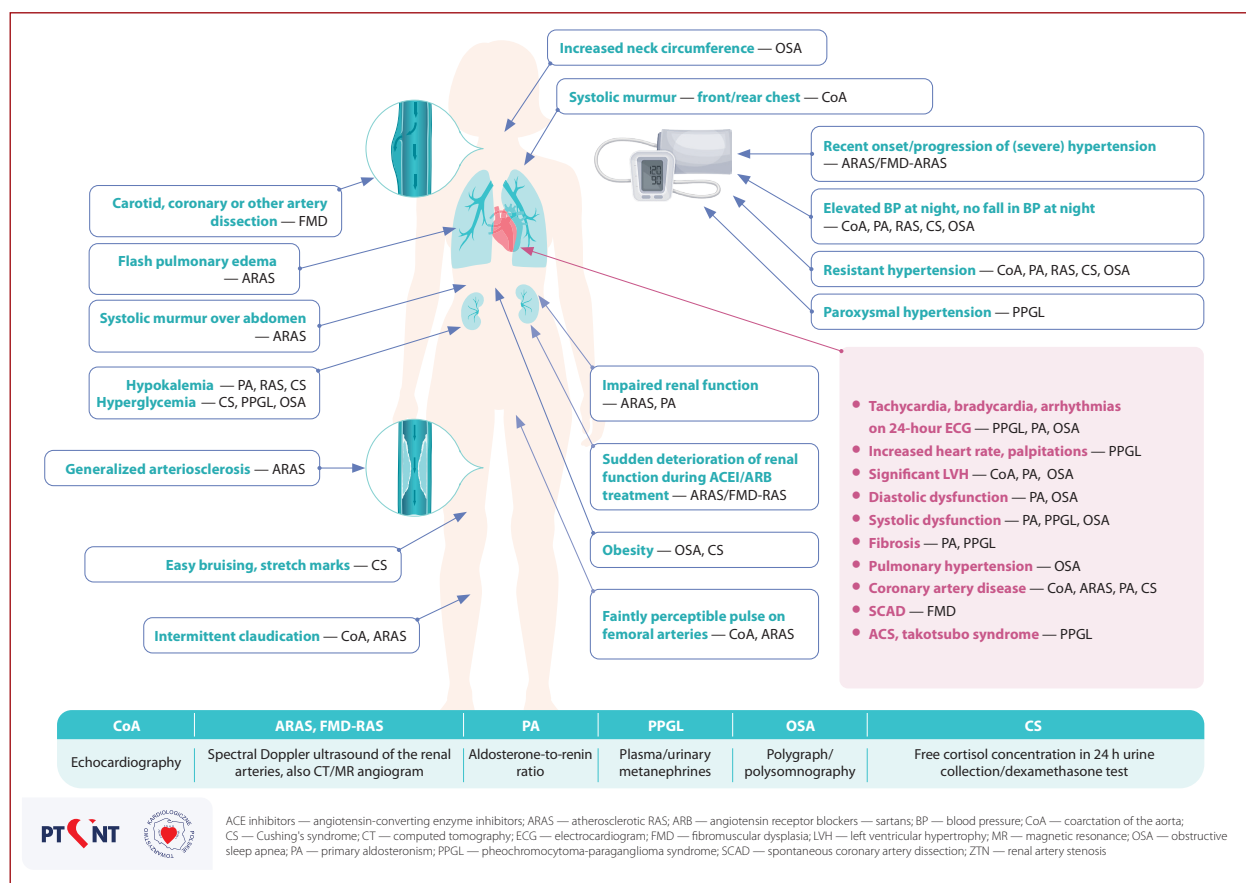 Increased neck circumference — OSA
Systolic murmur — front/rear chest — CoA
120
90
Recent onset/progression of (severe) hypertension
— ARAS/FMD-ARAS
Elevated BP at night, no fall in BP at night
— CoA, PA, RAS, CS, OSA
Resistant hypertension — CoA, PA, RAS, CS, OSA
Paroxysmal hypertension — PPGL
Carotid, coronary or other artery
dissection — FMD
Flash pulmonary edema
— ARAS
Systolic murmur over abdomen
— ARAS
Hypokalemia — PA, RAS, CS
Hyperglycemia — CS, PPGL, OSA
Generalized arteriosclerosis — ARAS
Easy bruising, stretch marks — CS
Intermittent claudication — CoA, ARAS
Impaired renal function
— ARAS, PA
Sudden deterioration of renal
function during ACEI/ARB
treatment — ARAS/FMD-RAS
Obesity — OSA, CS
Faintly perceptible pulse on
femoral arteries — CoA, ARAS
• Tachycardia, bradycardia, arrhythmias
on 24-hour ECG — PPGL, PA, OSA
• Increased heart rate, palpitations — PPGL
• Significant LVH — CoA, PA, OSA
• Diastolic dysfunction — PA, OSA
• Systolic dysfunction — PA, PPGL, OSA
• Fibrosis — PA, PPGL
• Pulmonary hypertension — OSA
• Coronary artery disease — CoA, ARAS, PA, CS
• SCAD — FMD
• ACS, takotsubo syndrome — PPGL
CoA ARAS, FMD-RAS PA PPGL OSA CS
Echocardiography
Spectral Doppler ultrasound of the renal
arteries, also CT/MR angiogram
Aldosterone-to-renin
ratio
Plasma/urinary
metanephrines
Polygraph/
polysomnography
Free cortisol concentration in 24 h urine
collection/dexamethasone test
PT NT
POLSKIE TOWARZYSTWO KARDIOLOGICZNE
ACE inhibitors — angiotensin-converting enzyme inhibitors; ARAS — atherosclerotic RAS; ARB — angiotensin receptor blockers — sartans; BP — blood pressure; CoA — coarctation of the aorta;
CS — Cushing's syndrome; CT — computed tomography; ECG — electrocardiogram; FMD — fibromuscular dysplasia; LVH — left ventricular hypertrophy; MR — magnetic resonance; OSA — obstructive
sleep apnea; PA — primary aldosteronism; PPGL — pheochromocytoma-paraganglioma syndrome; SCAD — spontaneous coronary artery dissection; ZTN — renal artery stenosis